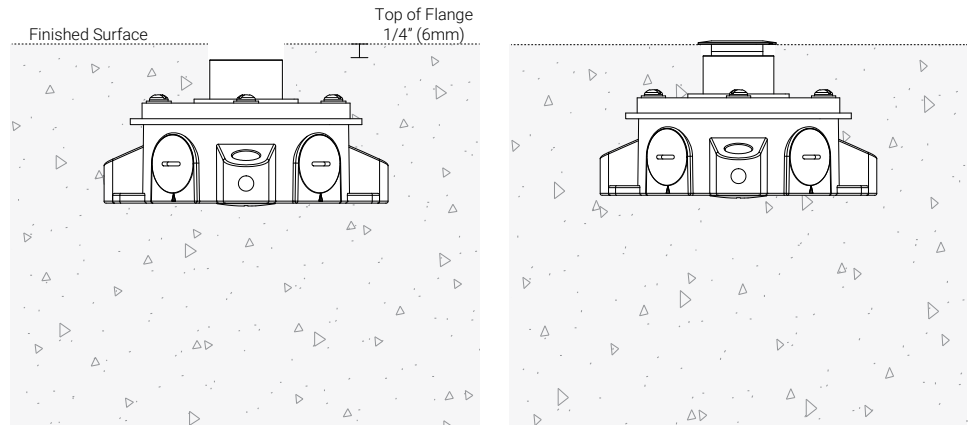 Finished Surface
Top of Flange
1/4” (6mm)